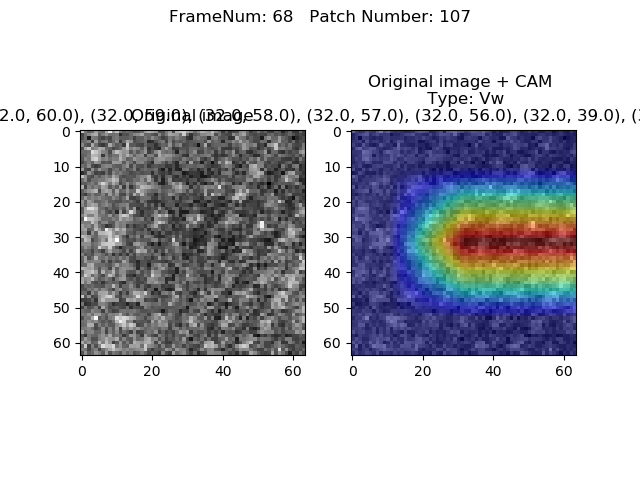 FrameNum: 68   Patch Number: 107
Original image + CAM
Type: Vw
2.0, 60.0), (32.0, 59.0), (32.0, 58.0), (32.0, 57.0), (32.0, 56.0), (32.0, 39.0), (3
Original image
0
10
20
30
40
50
60
0 20 40 60
0
10
20
30
40
50
60
0 20 40 60